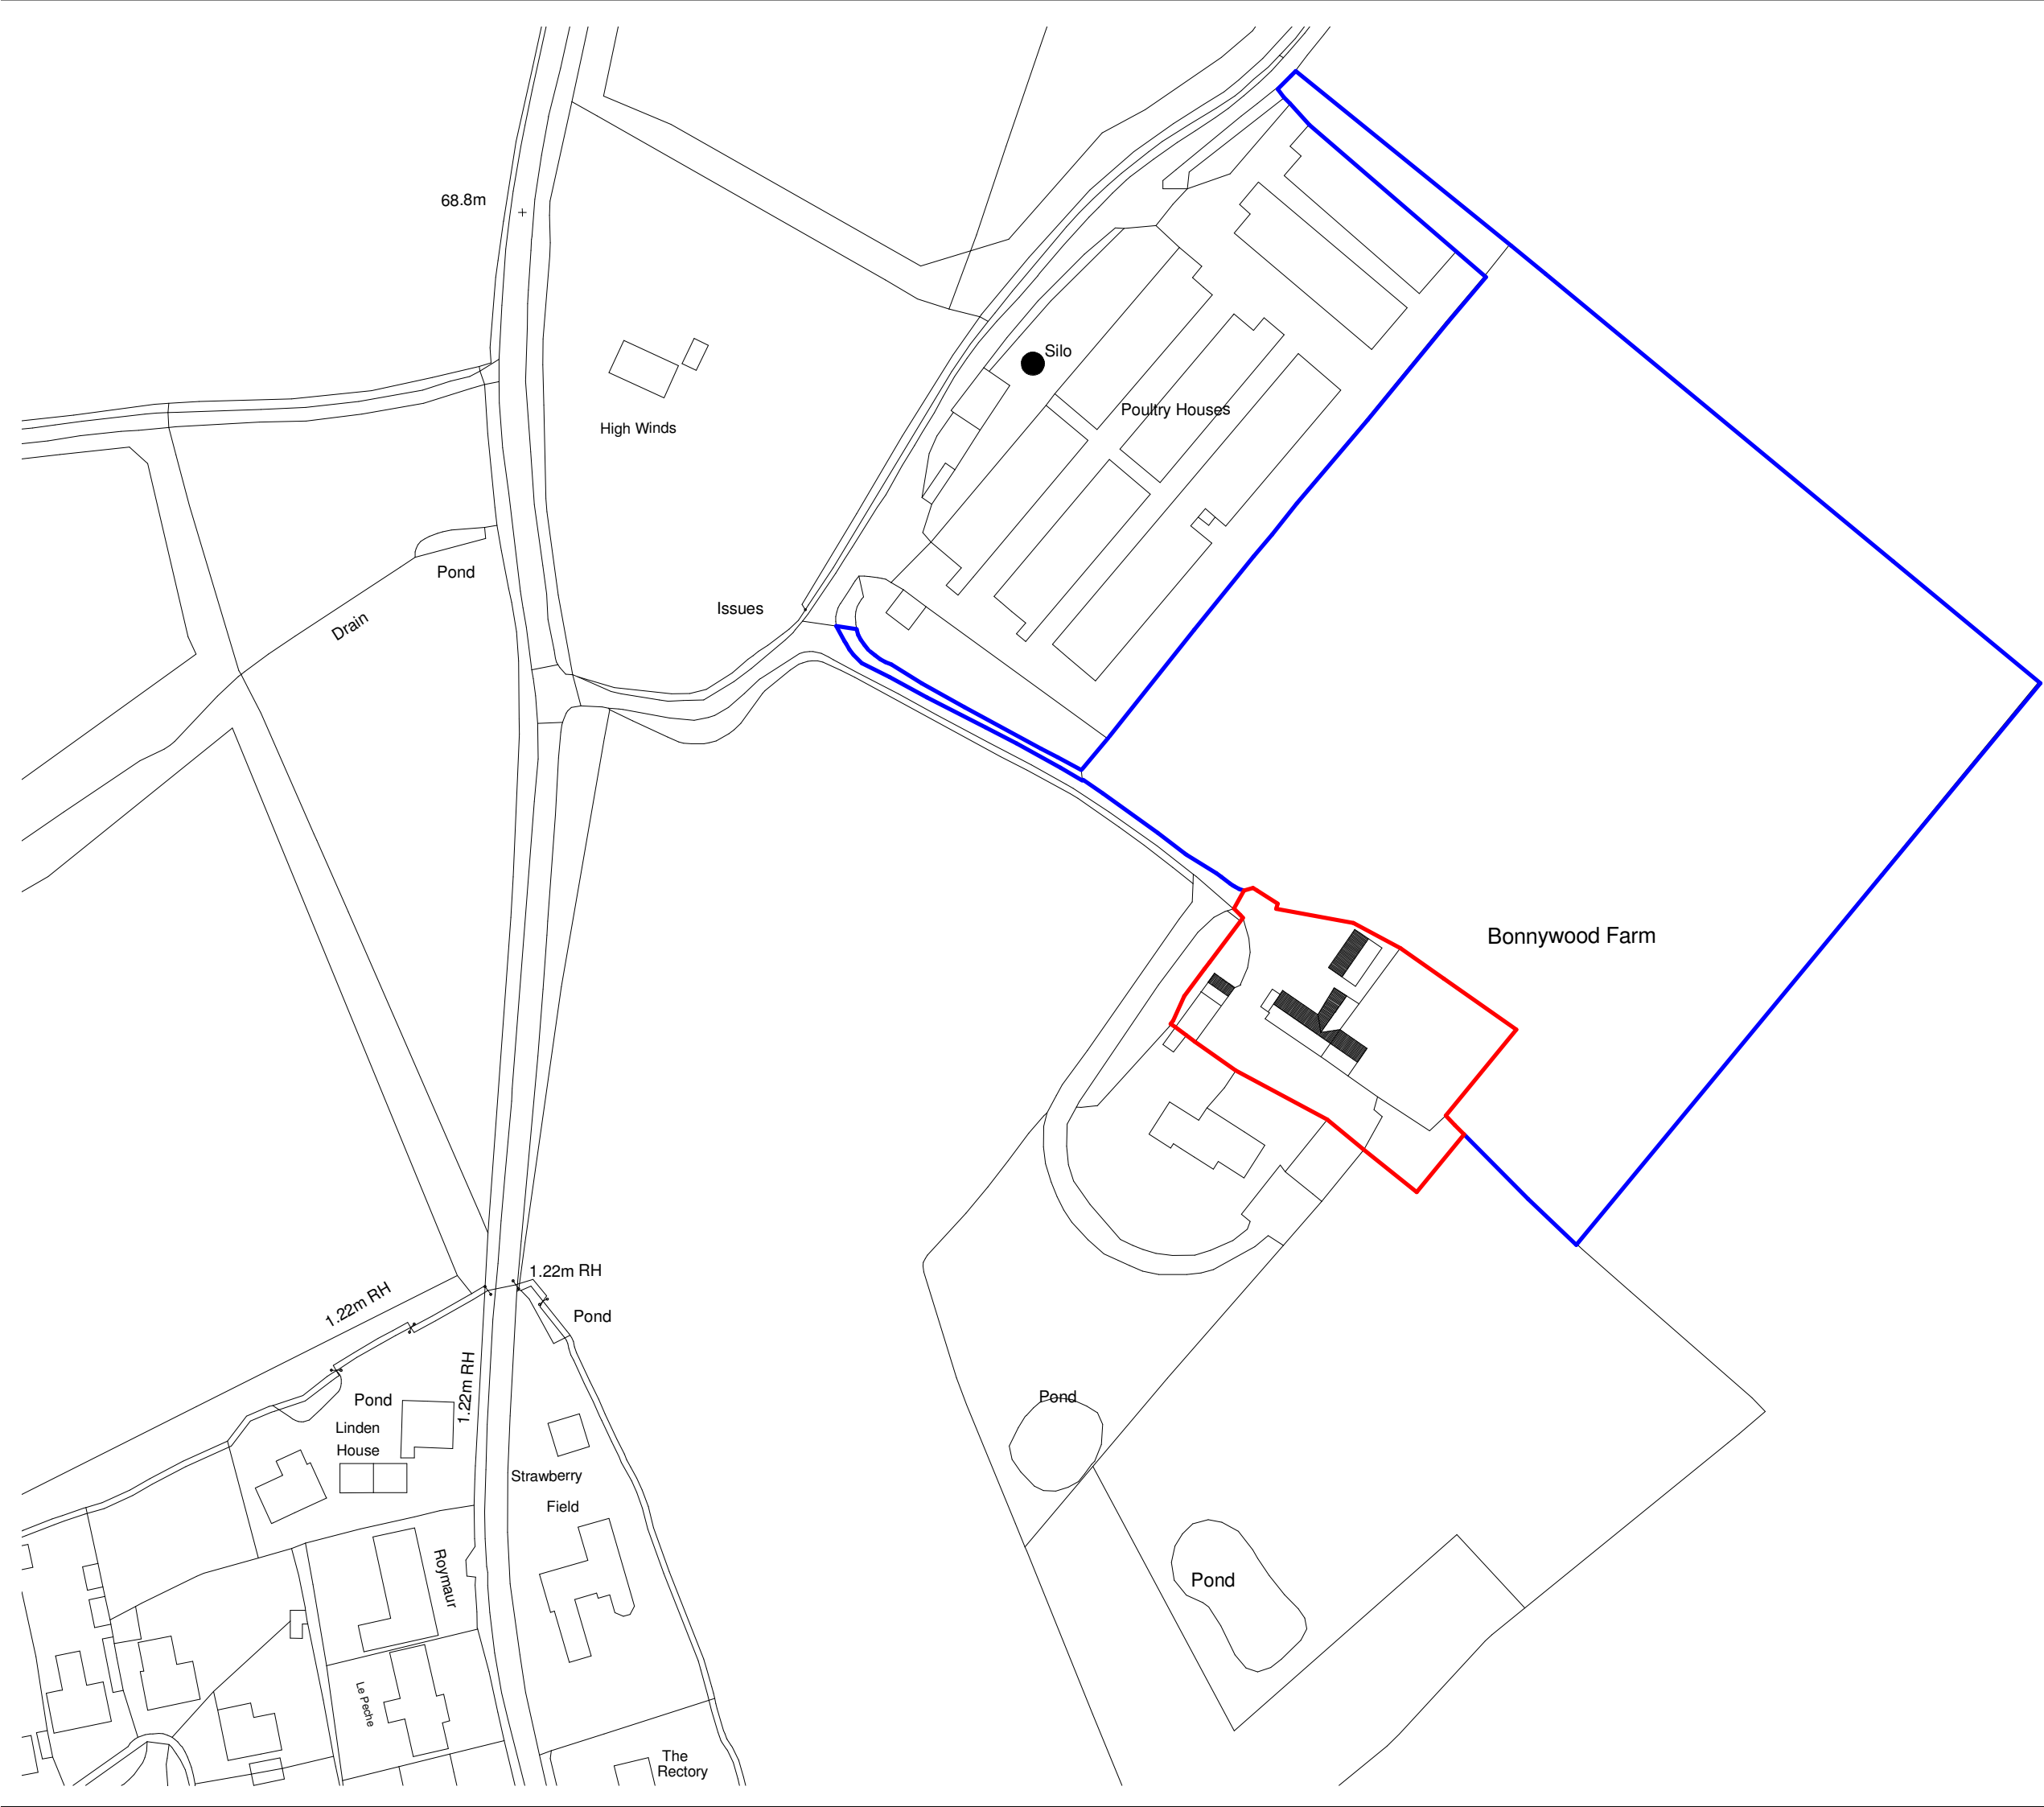 68.8m
Silo
Poultry Houses
High Winds
Pond
Issues
Drain
Bonnywood Farm
1.22m RH
1.22m RH
Pond
1.22m RH
Pond
Linden
House
Pond
Strawberry
Field
Roymaur
Pond
Le Peche
The
Rectory